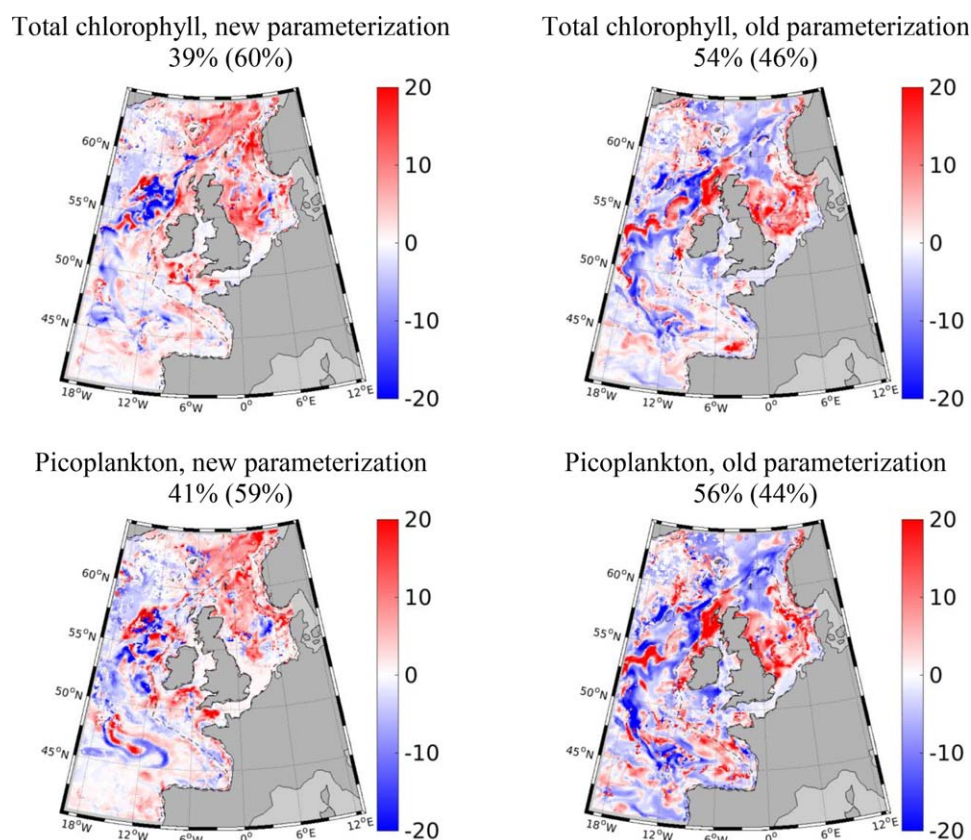 Total chlorophyll, new parameterization
39% (60%)
20
10
0
-10
-20
60°N
55°N
50°N
45°N
18°W
12°W
6°W
0°E
6°E
12°E
Total chlorophyll, old parameterization
54% (46%)
20
10
0
-10
-20
60°N
55°N
50°N
45°N
18°W
12°W
6°W
0°E
6°E
12°E
Picoplankton, new parameterization
41% (59%)
20
10
0
-10
-20
60°N
55°N
50°N
45°N
18°W
12°W
6°W
0°E
6°E
12°E
Picoplankton, old parameterization
56% (44%)
20
10
0
-10
-20
60°N
55°N
50°N
45°N
18°W
12°W
6°W
0°E
6°E
12°E